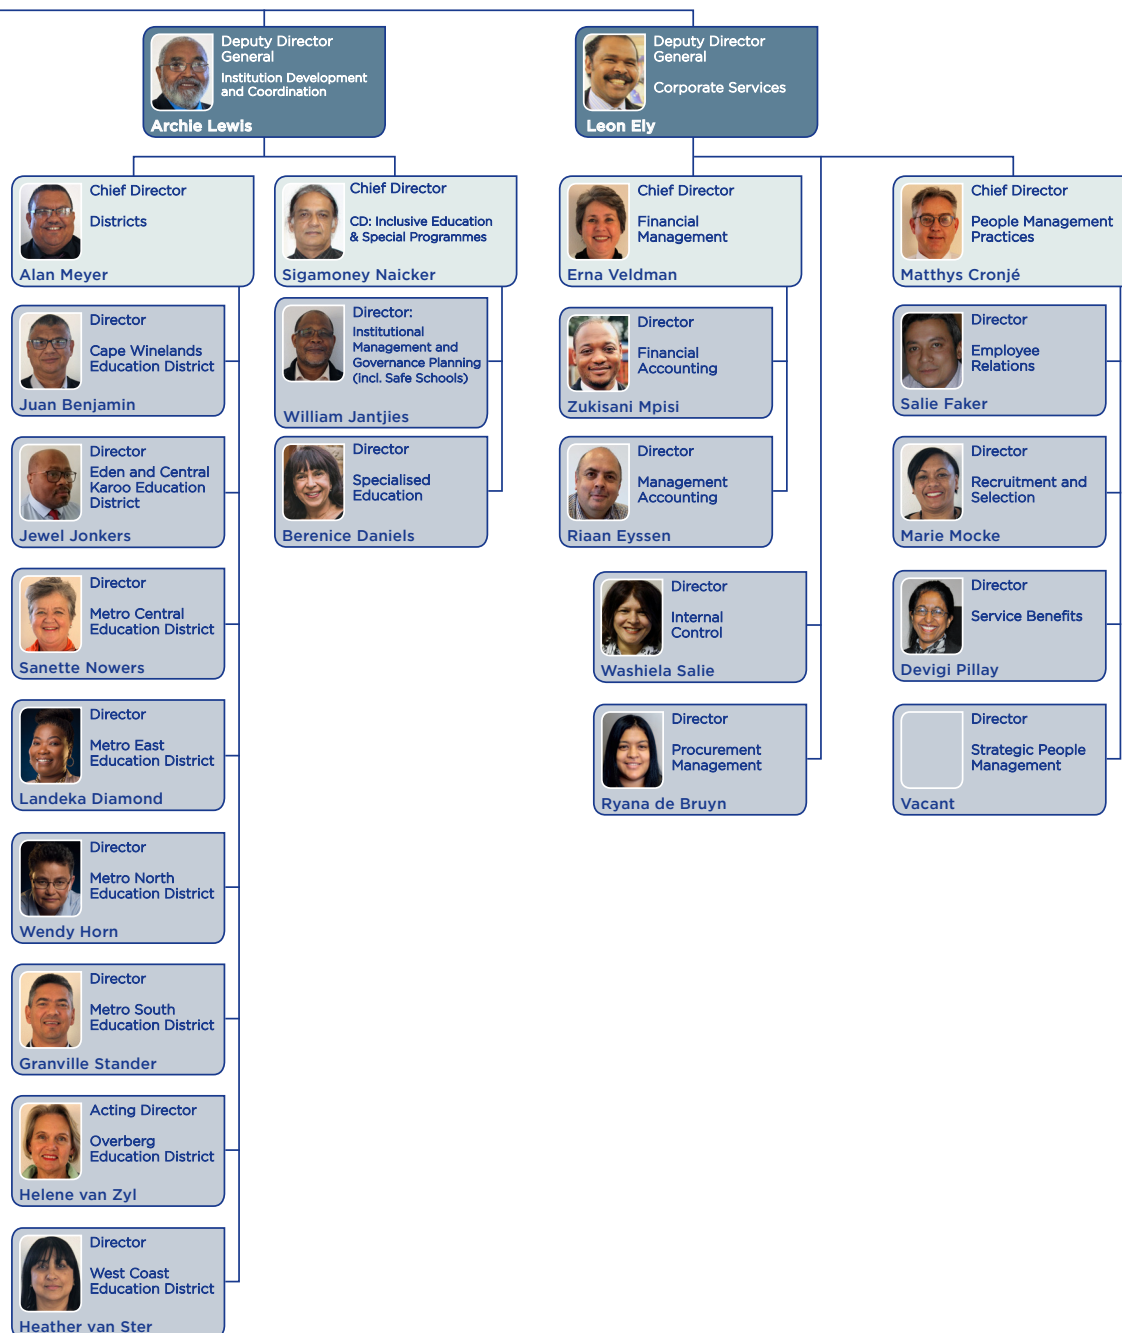 Deputy Director
General
Institution Development
and Coordination
Archie Lewis
Deputy Director
General
Corporate Services
Leon Ely
Chief Director
Districts
Alan Meyer
Chief Director
CD: Inclusive Education
& Special Programmes
Sigamoney Naicker
Chief Director
Financial
Management
Erna Veldman
Chief Director
People Management
Practices
Matthys Cronjé
Director
Cape Winelands
Education District
Juan Benjamin
Director
Eden and Central
Karoo Education
District
Jewel Jonkers
Director
Metro Central
Education District
Sanette Nowers
Director
Metro East
Education District
Landeka Diamond
Director
Metro North
Education District
Wendy Horn
Director
Metro South
Education District
Granville Stander
Acting Director
Overberg
Education District
Helene van Zyl
Director
West Coast
Education District
Heather van Ster
Director:
Institutional
Management and
Governance Planning
(incl. Safe Schools)
William Jantjies
Director
Specialised
Education
Berenice Daniels
Director
Financial
Accounting
Zukisani Mpisi
Director
Management
Accounting
Riaan Eyssen
Director
Internal
Control
Washiela Salie
Director
Procurement
Management
Ryana de Bruyn
Director
Employee
Relations
Salie Faker
Director
Recruitment and
Selection
Marie Mocke
Director
Service Benefits
Devigi Pillay
Director
Strategic People
Management
Vacant